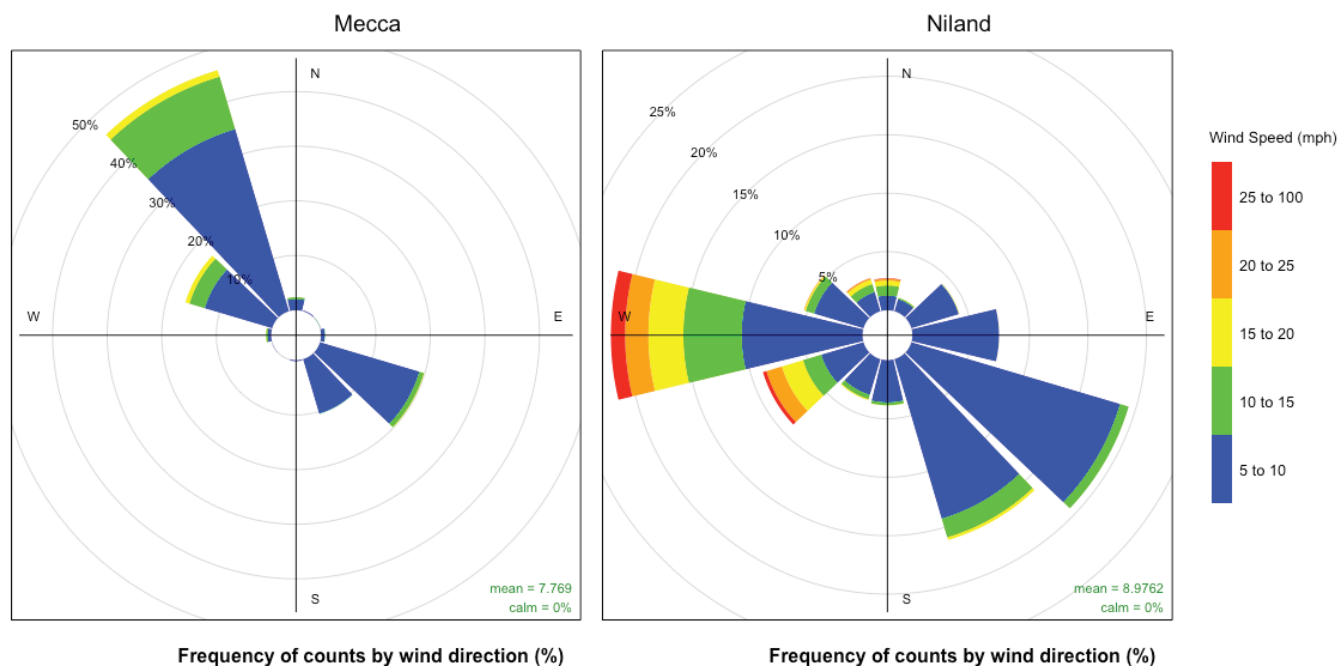 Mecca
N
50%
40%
30%
20%
10%
W
E
S
mean = 7.769
calm = 0%
Frequency of counts by wind direction (%)
Niland
N
25%
20%
15%
10%
5%
W
E
S
mean = 8.9762
calm = 0%
Frequency of counts by wind direction (%)
Wind Speed (mph)
25 to 100
20 to 25
15 to 20
10 to 15
5 to 10